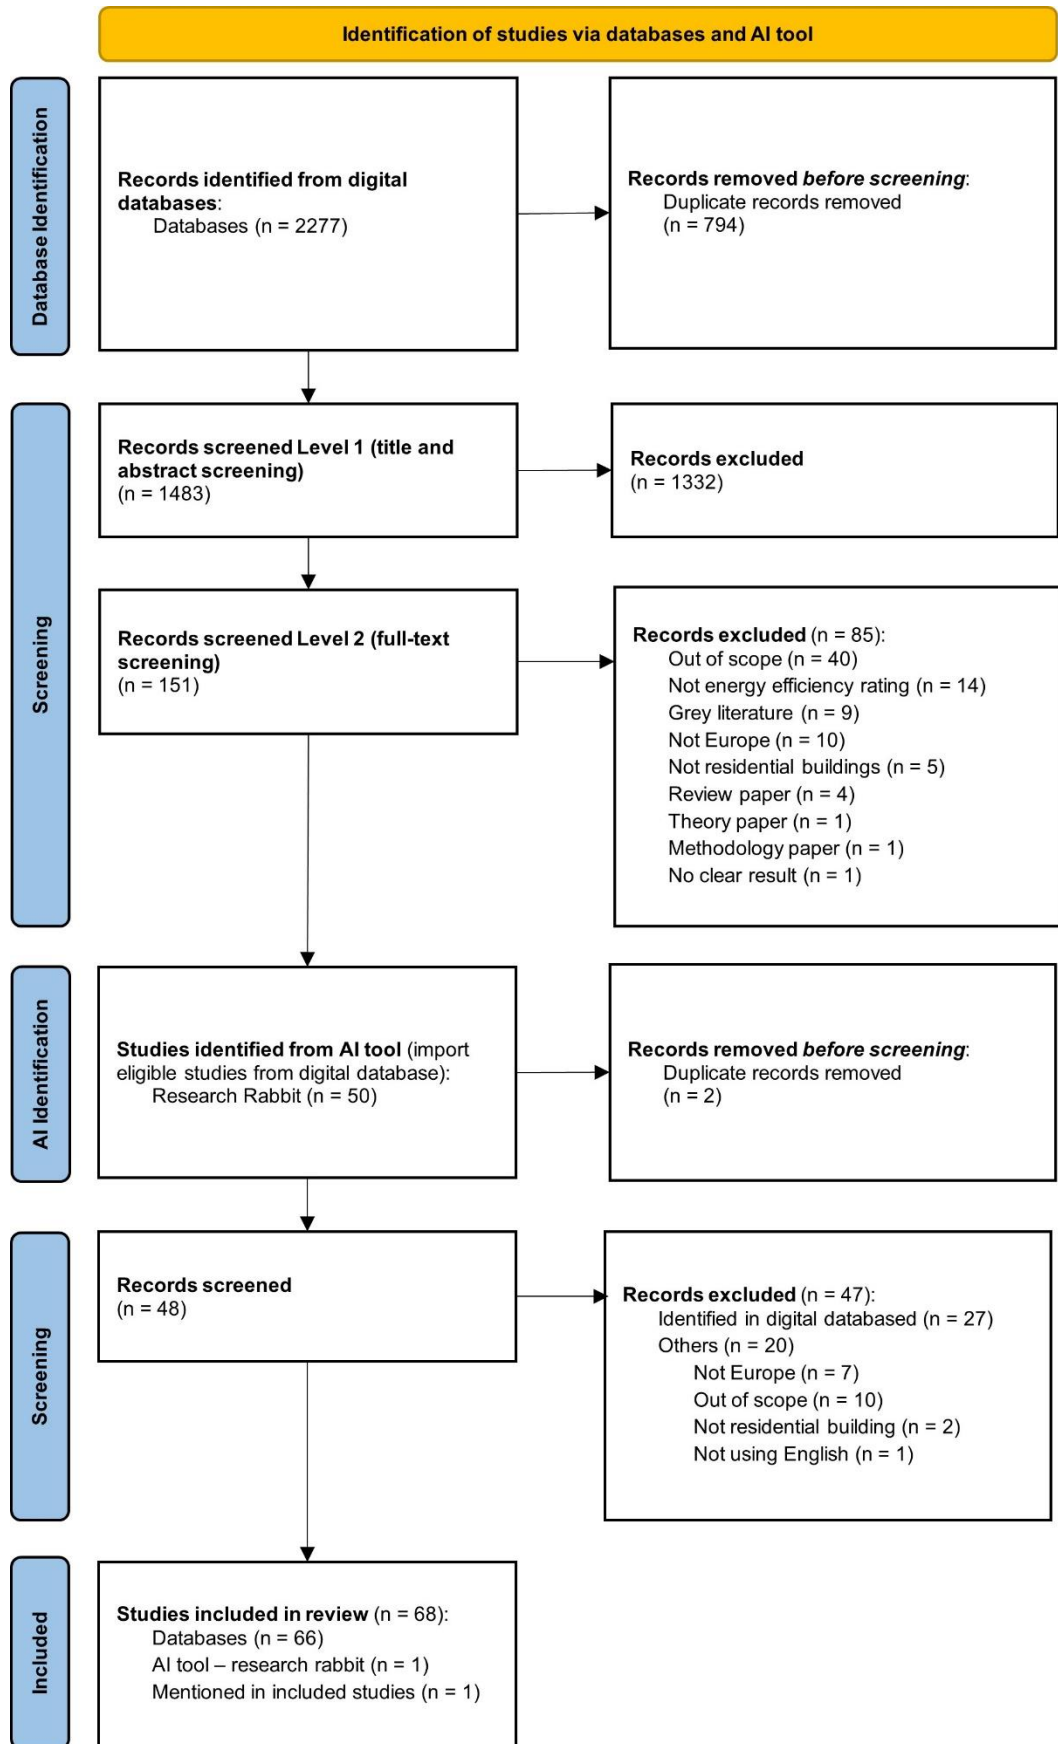 Identification of studies via databases and AI tool
Database Identification
Records identified from digital
databases:
Databases (n = 2277)
Records removed before screening:
Duplicate records removed
(n = 794)
Screening
Records screened Level 1 (title and
abstract screening)
(n = 1483)
Records excluded
(n = 1332)
Records screened Level 2 (full-text
screening)
(n = 151)
Records excluded (n = 85):
Out of scope (n = 40)
Not energy efficiency rating (n = 14)
Grey literature (n = 9)
Not Europe (n = 10)
Not residential buildings (n = 5)
Review paper (n = 4)
Theory paper (n = 1)
Methodology paper (n = 1)
No clear result (n = 1)
AI Identification
Studies identified from AI tool (import
eligible studies from digital database):
Research Rabbit (n = 50)
Records removed before screening:
Duplicate records removed
(n = 2)
Screening
Records screened
(n = 48)
Records excluded (n = 47):
Identified in digital databased (n = 27)
Others (n = 20)
Not Europe (n = 7)
Out of scope (n = 10)
Not residential building (n = 2)
Not using English (n = 1)
Included
Studies included in review (n = 68):
Databases (n = 66)
AI tool – research rabbit (n = 1)
Mentioned in included studies (n = 1)